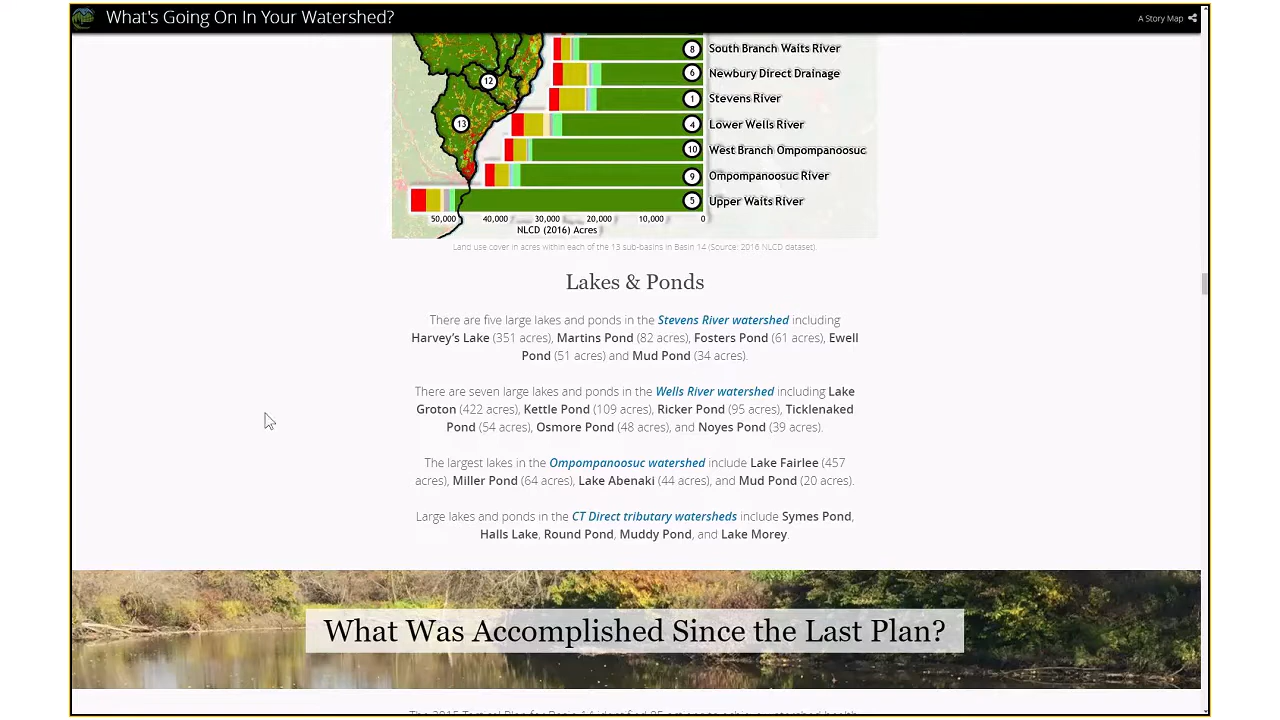 What's Going On In Your Watershed?
A Story Map
8 South Branch Waits River
6 Newbury Direct Drainage
1 Stevens River
4 Lower Wells River
10 West Branch Ompompanoosuc
9 Ompompanoosuc River
5 Upper Waits River
12
13
50,000 40,000 30,000 20,000 10,000 0
NLCD (2016) Acres
Land use cover in acres within each of the 13 sub-basins in Basin 14 (Source: 2016 NLCD dataset).
Lakes & Ponds
There are five large lakes and ponds in the Stevens River watershed including
Harvey's Lake (351 acres), Martins Pond (82 acres), Fosters Pond (61 acres), Ewell
Pond (51 acres) and Mud Pond (34 acres).
There are seven large lakes and ponds in the Wells River watershed including Lake
Groton (422 acres), Kettle Pond (109 acres), Ricker Pond (95 acres), Ticklenaked
Pond (54 acres), Osmore Pond (48 acres), and Noyes Pond (39 acres).
The largest lakes in the Ompompanoosuc watershed include Lake Fairlee (457
acres), Miller Pond (64 acres), Lake Abenaki (44 acres), and Mud Pond (20 acres).
Large lakes and ponds in the CT Direct tributary watersheds include Symes Pond,
Halls Lake, Round Pond, Muddy Pond, and Lake Morey.
What Was Accomplished Since the Last Plan?